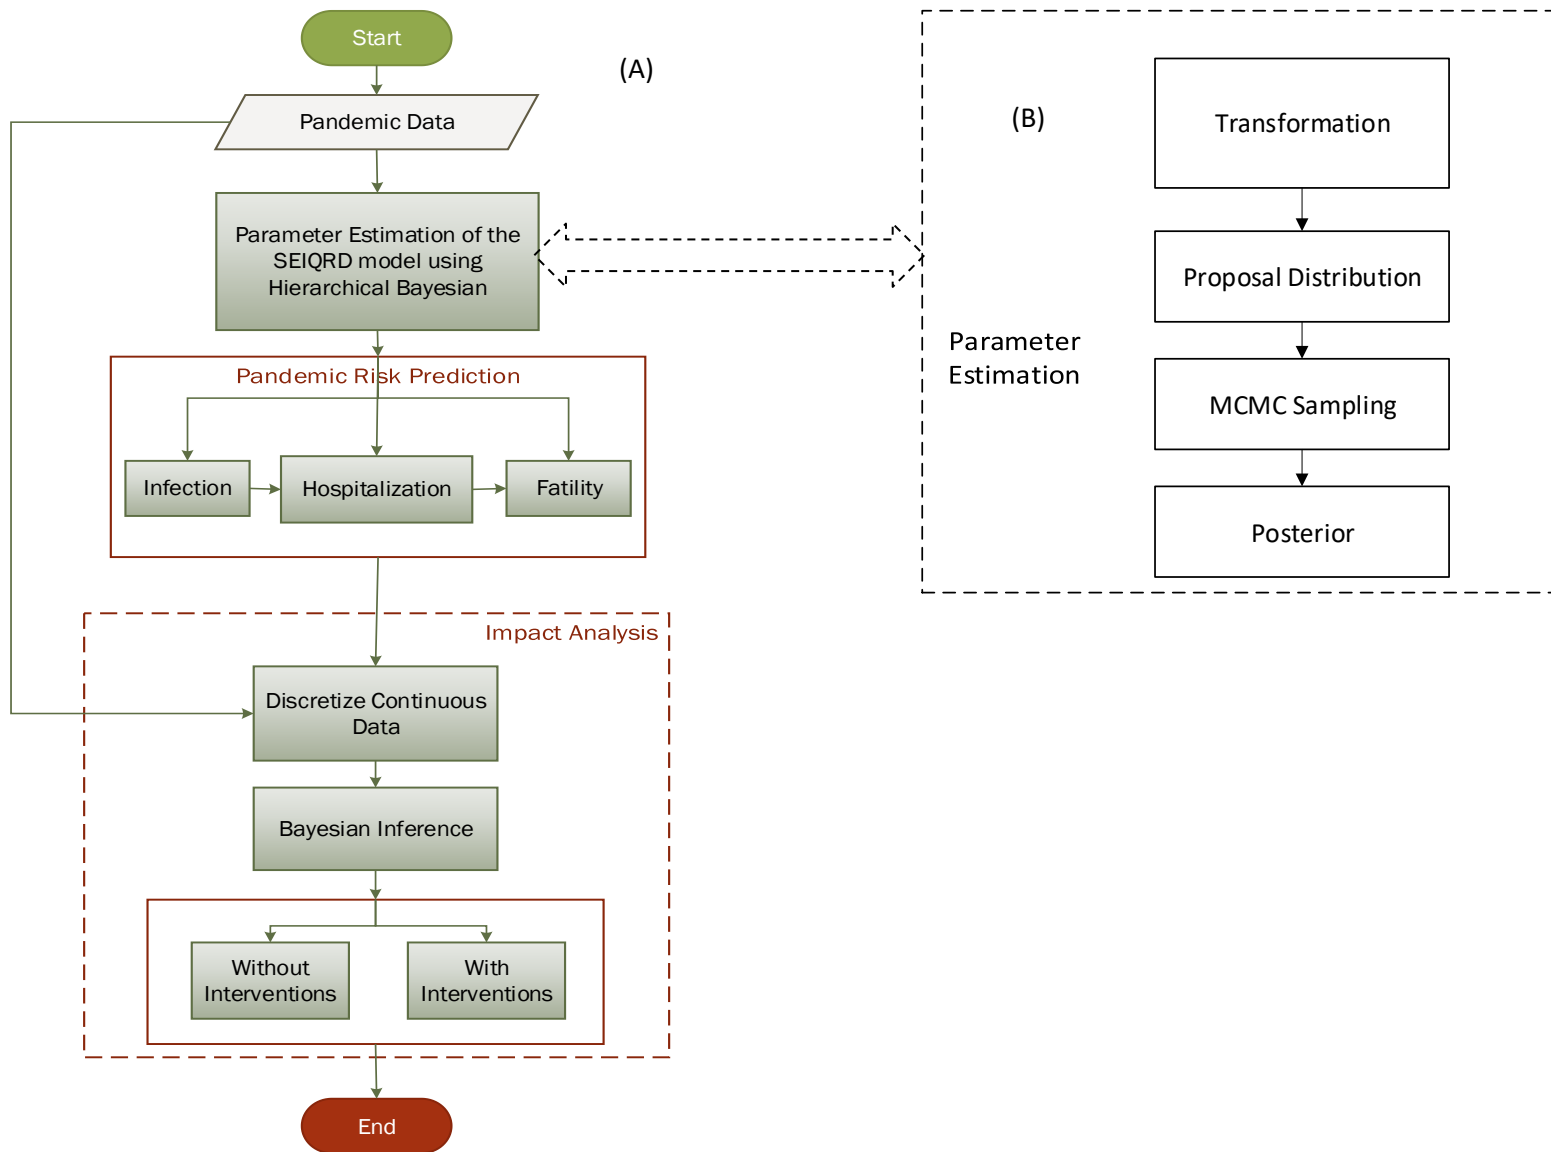 Start
(A)
Pandemic Data
Parameter Estimation of the
SEIQRD model using
Hierarchical Bayesian
Pandemic Risk Prediction
Infection
Hospitalization
Fatility
Impact Analysis
Discretize Continuous
Data
Bayesian Inference
Without
Interventions
With
Interventions
End
(B)
Parameter
Estimation
Transformation
Proposal Distribution
MCMC Sampling
Posterior